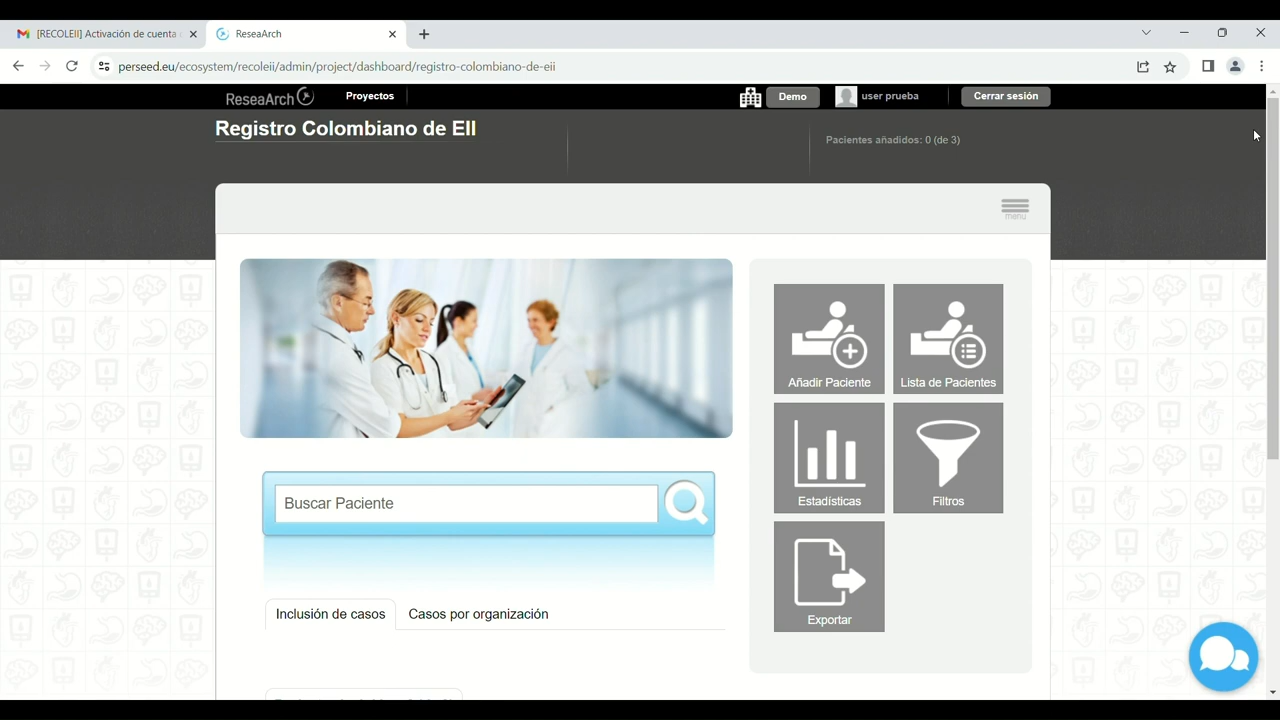 [RECOLEII] Activación de cuenta
ReseaArch
perseed.eu/ecosystem/recoleii/admin/project/dashboard/registro-colombiano-de-eii
ReseaArch
Proyectos
Demo
user prueba
Cerrar sesión
Registro Colombiano de EII
Pacientes añadidos: 0 (de 3)
menu
Añadir Paciente
Lista de Pacientes
Estadísticas
Filtros
Buscar Paciente
Inclusión de casos
Casos por organización
Exportar